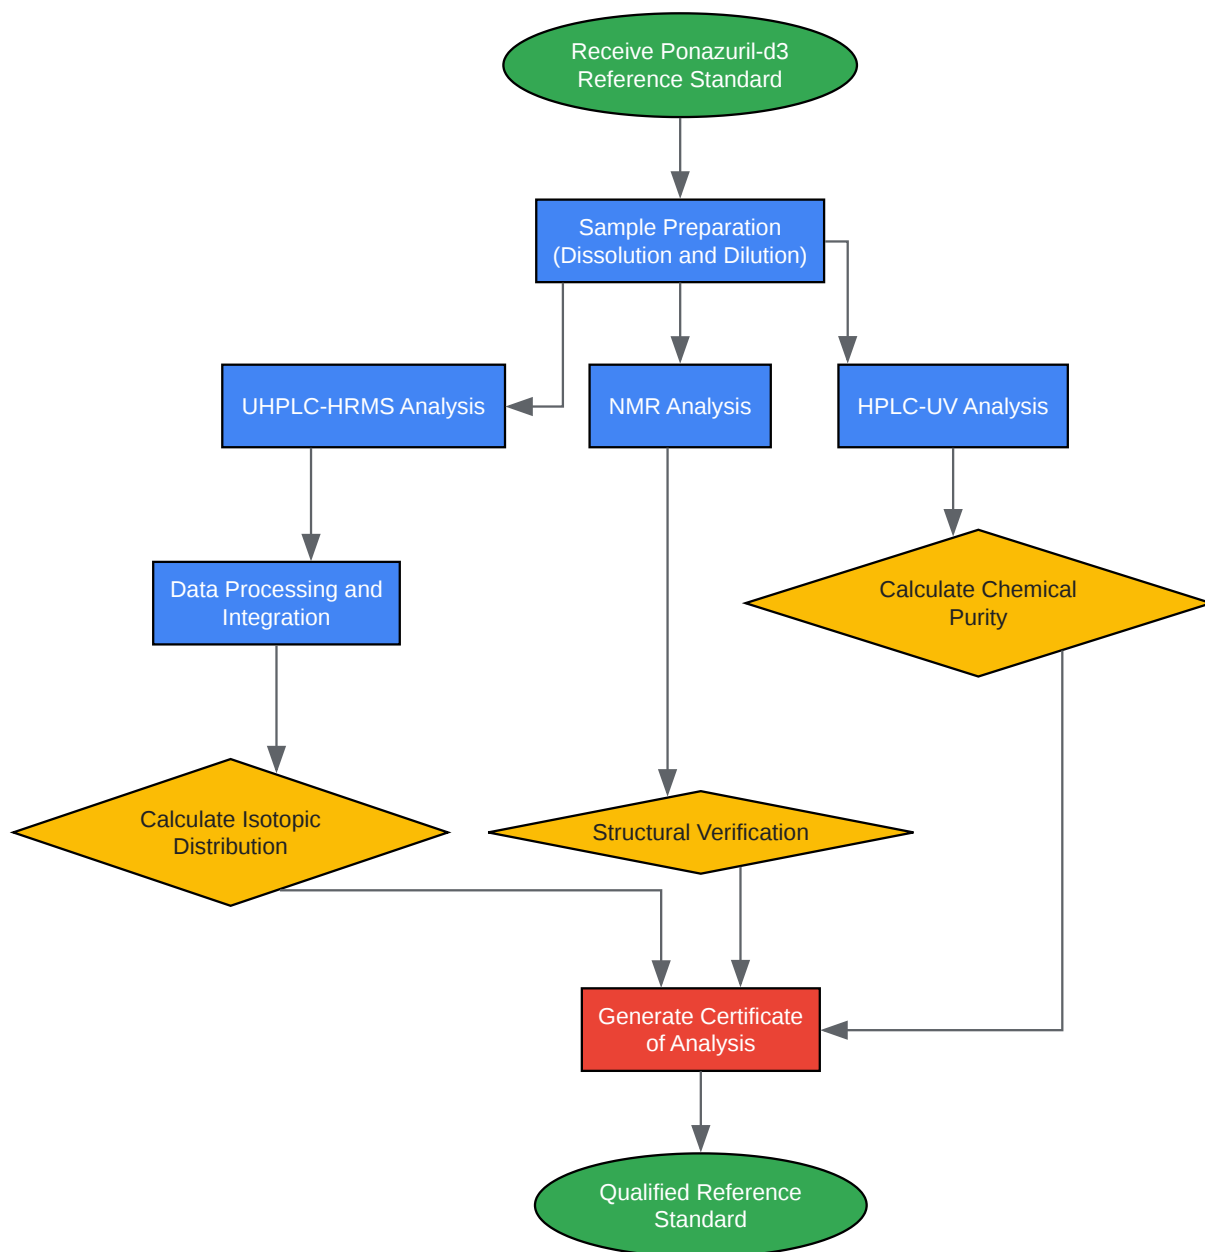 Receive Ponazuril-d3
Reference Standard
Sample Preparation
(Dissolution and Dilution)
UHPLC-HRMS Analysis
NMR Analysis
HPLC-UV Analysis
Data Processing and
Integration
Calculate Chemical
Purity
Calculate Isotopic
Distribution
Structural Verification
Generate Certificate
of Analysis
Qualified Reference
Standard